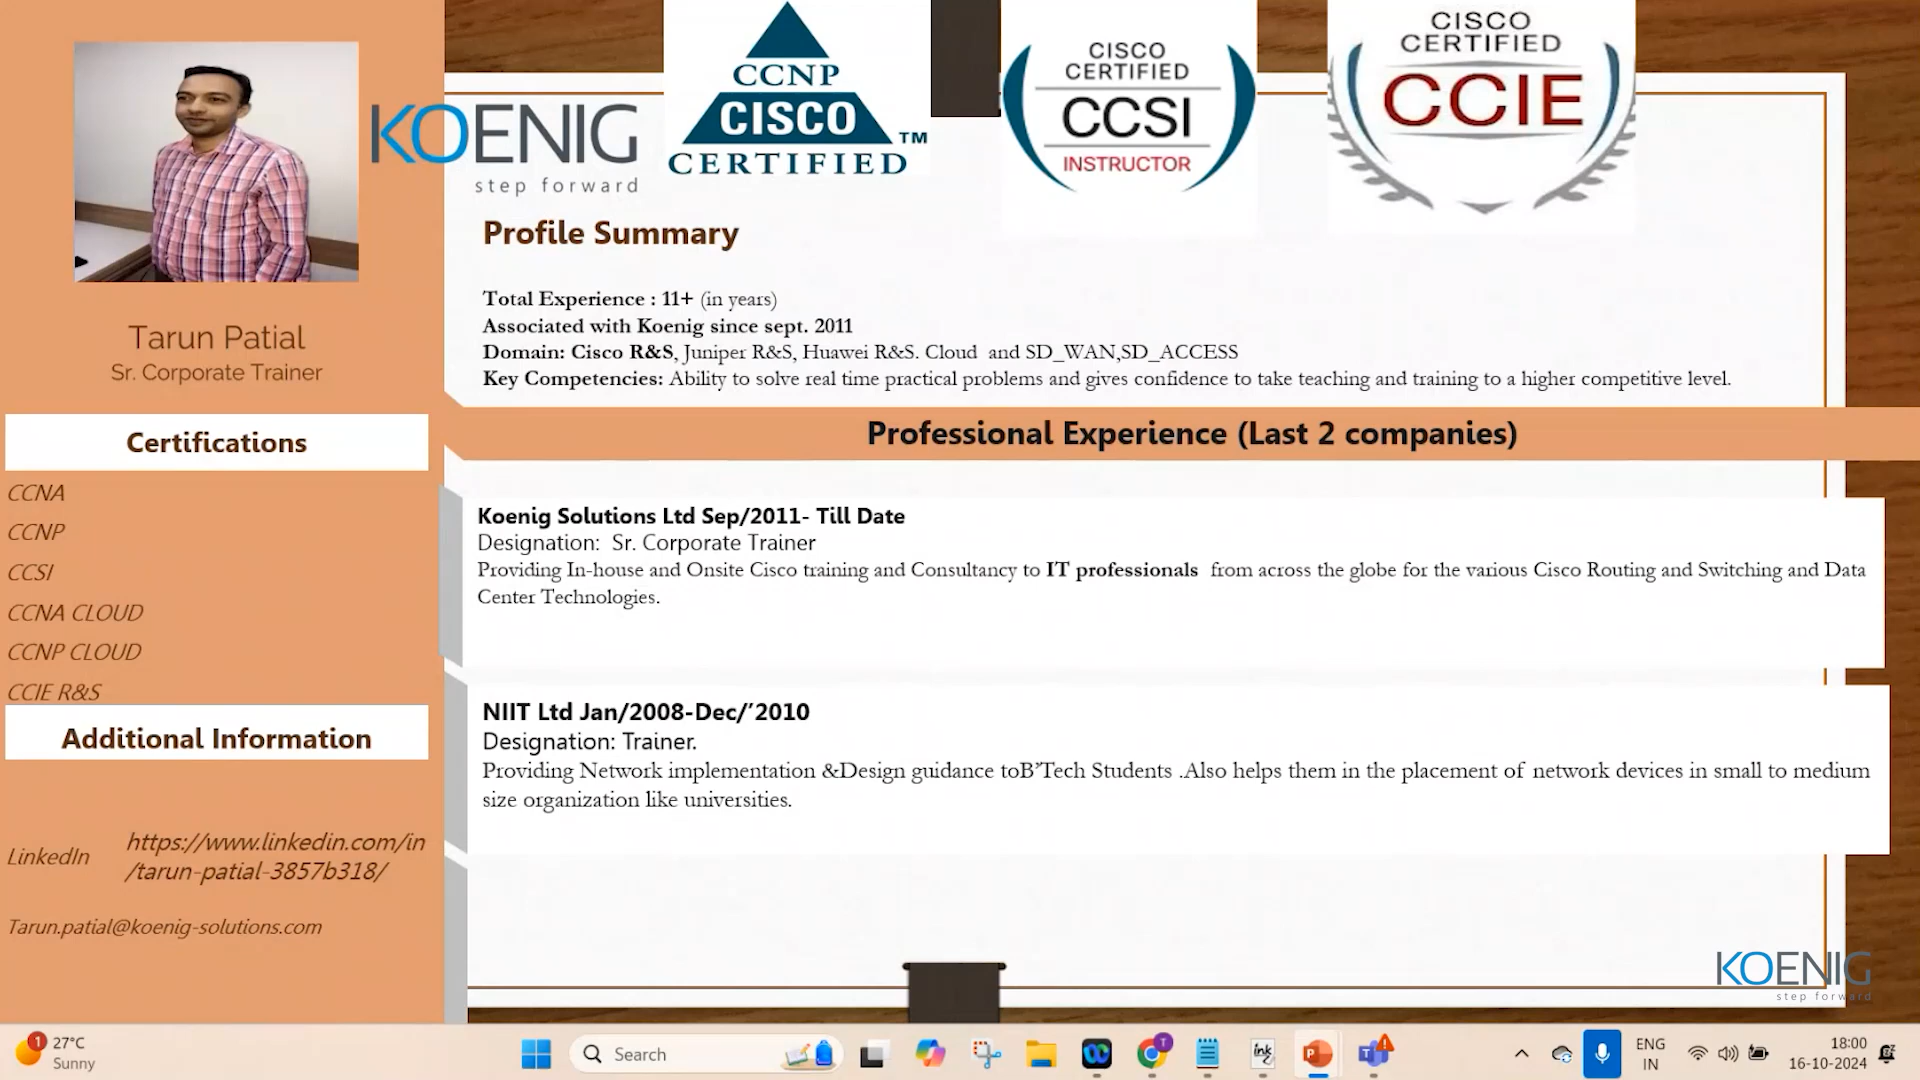 KOENIG
step forward
CCNP
CISCO
TM
CERTIFIED
CISCO
CERTIFIED
CCSI
INSTRUCTOR
CISCO
CERTIFIED
CCIE
Tarun Patial
Sr. Corporate Trainer
Certifications
CCNA
CCNP
CCSI
CCNA CLOUD
CCNP CLOUD
CCIE R&S
Additional Information
LinkedIn
https://www.linkedin.com/in
/tarun-patial-3857b318/
Tarun.patial@koenig-solutions.com
Profile Summary
Total Experience : 11+ (in years)
Associated with Koenig since sept. 2011
Domain: Cisco R&S, Juniper R&S, Huawei R&S. Cloud and SD_WAN,SD_ACCESS
Key Competencies: Ability to solve real time practical problems and gives confidence to take teaching and training to a higher competitive level.
Professional Experience (Last 2 companies)
Koenig Solutions Ltd Sep/2011- Till Date
Designation: Sr. Corporate Trainer
Providing In-house and Onsite Cisco training and Consultancy to IT professionals from across the globe for the various Cisco Routing and Switching and Data
Center Technologies.
NIIT Ltd Jan/2008-Dec/’2010
Designation: Trainer.
Providing Network implementation &Design guidance toB’Tech Students .Also helps them in the placement of network devices in small to medium
size organization like universities.
KOENIG
step forward
1
27°C
Sunny
Search
T
ink
P
ENG
IN
18:00
16-10-2024